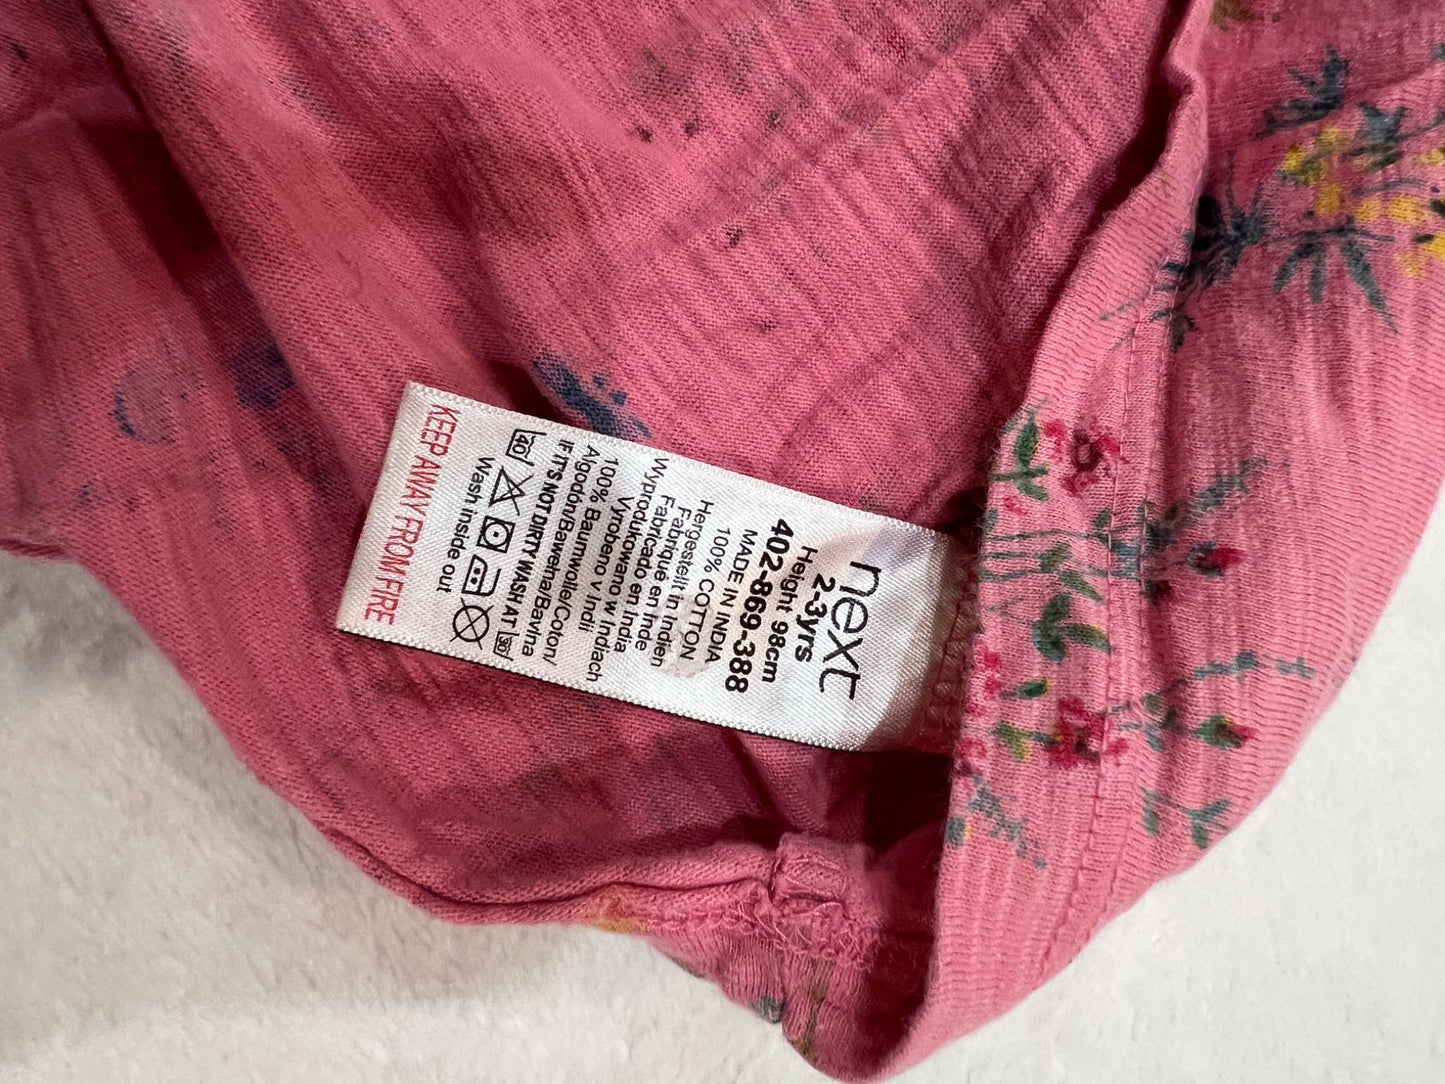 next
2-3yrs
Height 98cm
402-869-388
MADE IN INDIA
100% COTTON
Hergestellt in Indien
Fabriqué en Inde
Fabricado en India
Wyprodukowano w Indiach
Vyrobeno v Indii
100% Baumwolle/Coton/
Algodón/Bawełna/Bavlna
IF IT'S NOT DIRTY WASH AT 30
40
Wash inside out
KEEP AWAY FROM FIRE